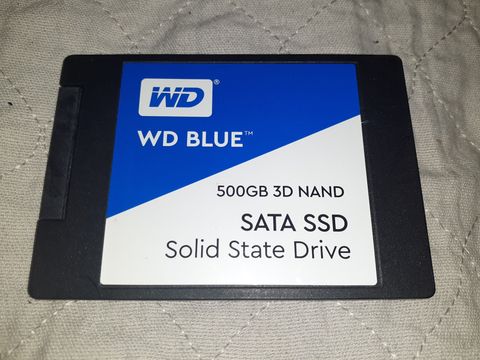 WD®
WD BLUE™
500GB 3D NAND
SATA SSD
Solid State Drive